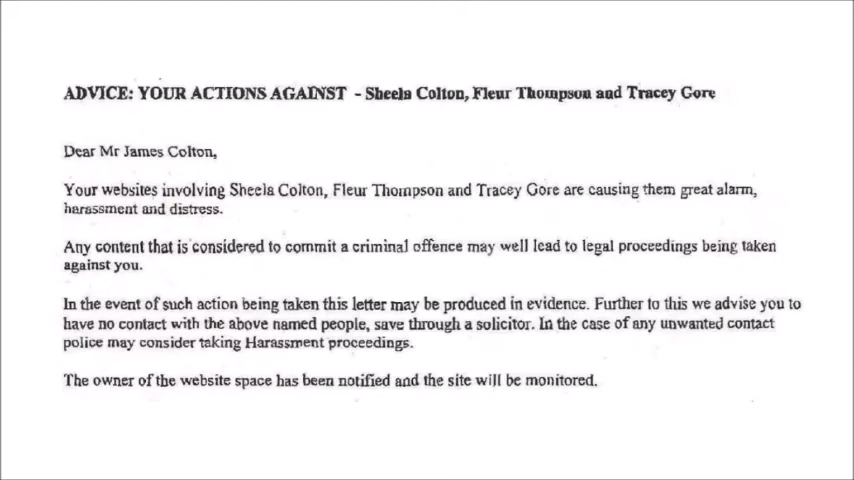 ADVICE: YOUR ACTIONS AGAINST - Sheela Colton, Fleur Thompson and Tracey Gore
Dear Mr James Colton,
Your websites involving Sheela Colton, Fleur Thompson and Tracey Gore are causing them great alarm,
harassment and distress.
Any content that is considered to commit a criminal offence may well lead to legal proceedings being taken
against you.
In the event of such action being taken this letter may be produced in evidence. Further to this we advise you to
have no contact with the above named people, save through a solicitor. In the case of any unwanted contact
police may consider taking Harassment proceedings.
The owner of the website space has been notified and the site will be monitored.